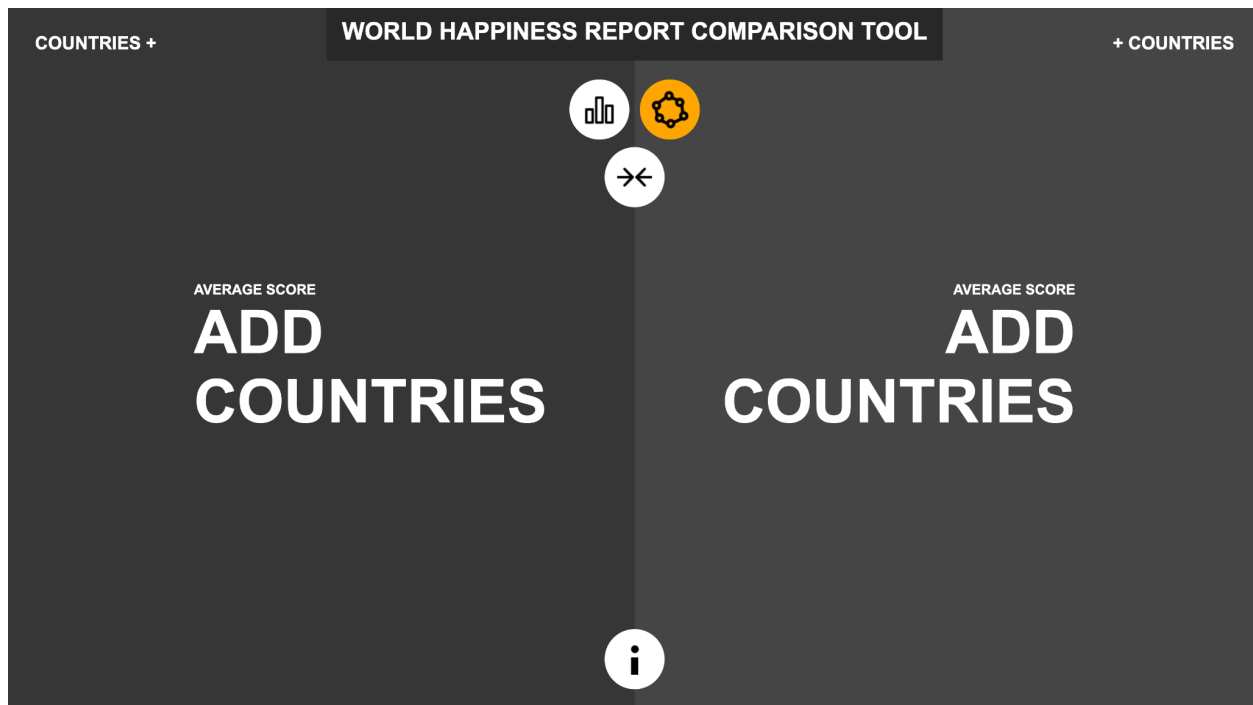 WORLD HAPPINESS REPORT COMPARISON TOOL
COUNTRIES +
+ COUNTRIES
AVERAGE SCORE
ADD
COUNTRIES
AVERAGE SCORE
ADD
COUNTRIES
i